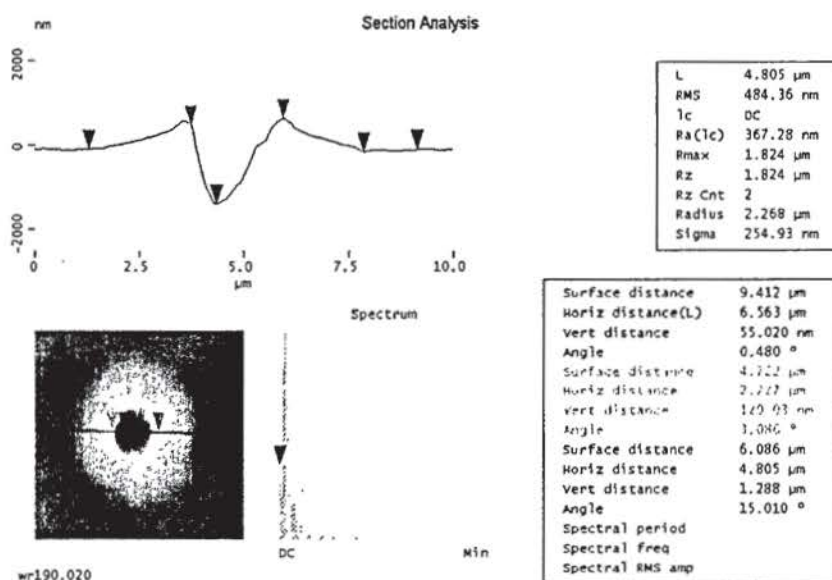 Section Analysis
nm
2000
0
-2000
0 2.5 5.0 7.5 10.0
µm
L 4.805 µm
RMS 484.36 nm
lc DC
Ra(lc) 367.28 nm
Rmax 1.824 µm
Rz 1.824 µm
Rz Cnt 2
Radius 2.268 µm
Sigma 254.93 nm
Spectrum
DC Min
Surface distance 9.412 µm
Horiz distance(L) 6.563 µm
Vert distance 55.020 nm
Angle 0.480 °
Surface distance
Horiz distance
Vert distance nm
Angle °
Surface distance 6.086 µm
Horiz distance 4.805 µm
Vert distance 1.288 µm
Angle 15.010 °
Spectral period
Spectral freq
Spectral RMS amp
wr190.020